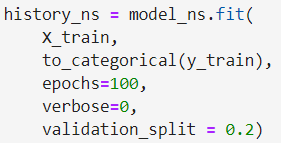 history_ns = model_ns.fit(
    X_train,
    to_categorical(y_train),
    epochs=100,
    verbose=0,
    validation_split = 0.2)